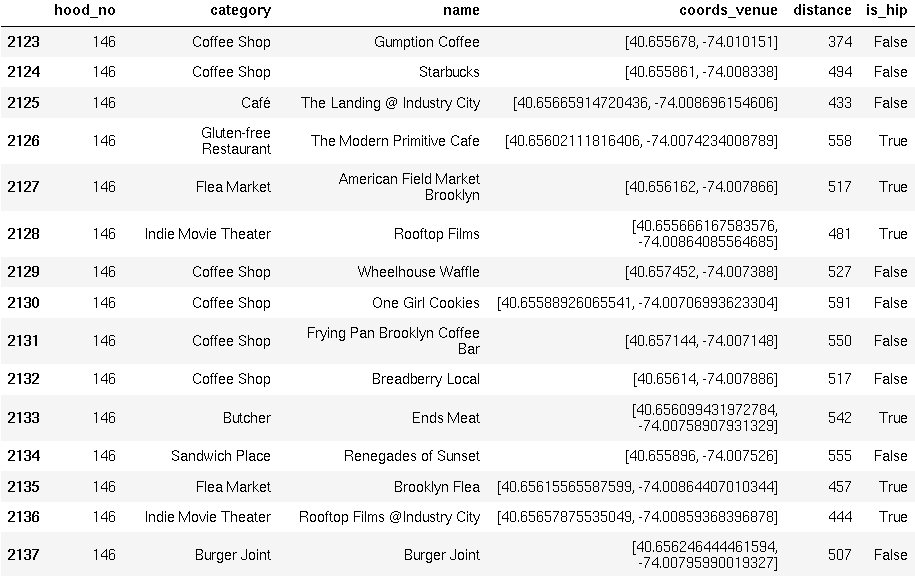 hood_no category name coords_venue distance is_hip
2123 146 Coffee Shop Gumption Coffee [40.655678, -74.010151] 374 False
2124 146 Coffee Shop Starbucks [40.655861, -74.008338] 494 False
2125 146 Café The Landing @ Industry City [40.65665914720436, -74.008696154606] 433 False
2126 146 Gluten-free
Restaurant The Modern Primitive Cafe [40.65602111816406, -74.00742340087​89] 558 True
2127 146 Flea Market American Field Market
Brooklyn [40.656162, -74.007866] 517 True
2128 146 Indie Movie Theater Rooftop Films [40.655666167583576,
-74.00864085564685] 481 True
2129 146 Coffee Shop Wheelhouse Waffle [40.657452, -74.007388] 527 False
2130 146 Coffee Shop One Girl Cookies [40.65588926065541, -74.00706993623304] 591 False
2131 146 Coffee Shop Frying Pan Brooklyn Coffee
Bar [40.657144, -74.007148] 550 False
2132 146 Coffee Shop Breadberry Local [40.65614, -74.007886] 517 False
2133 146 Butcher Ends Meat [40.656099431972784,
-74.00758907931329] 542 True
2134 146 Sandwich Place Renegades of Sunset [40.655896, -74.007526] 555 False
2135 146 Flea Market Brooklyn Flea [40.65615565587599, -74.00864407010344] 457 True
2136 146 Indie Movie Theater Rooftop Films @Industry City [40.65657875535049, -74.00859368396878] 444 True
2137 146 Burger Joint Burger Joint [40.656246444461594,
-74.00795990019327] 507 False